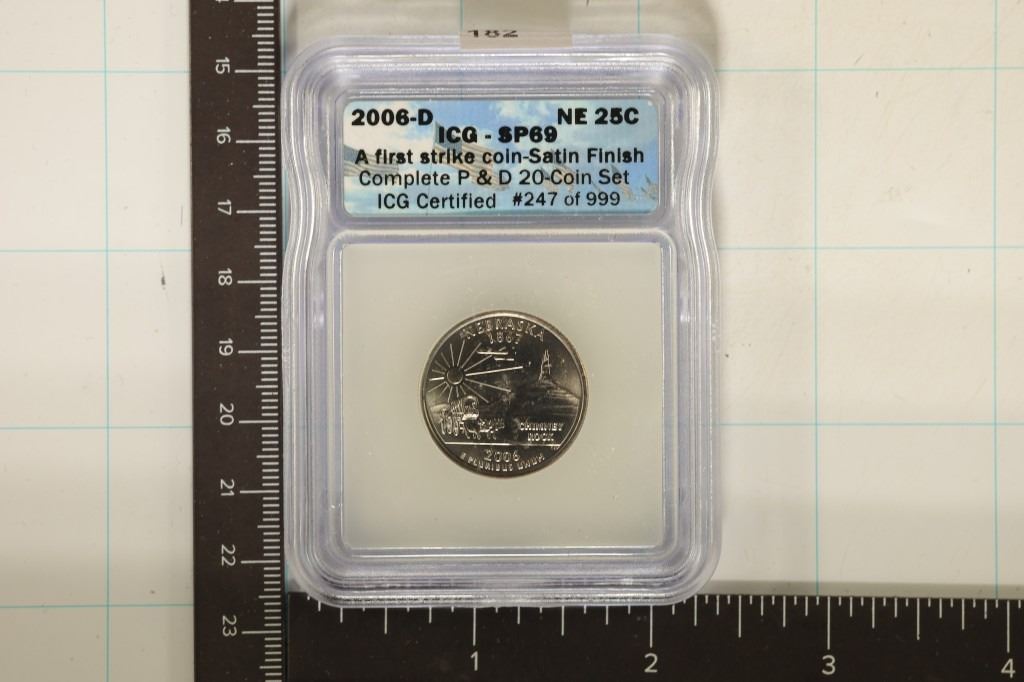 182
2006-D NE 25C
ICG - SP69
A first strike coin-Satin Finish
Complete P & D 20-Coin Set
ICG Certified #247 of 999
NEBRASKA
1867
CHIMNEY
ROCK
2006
E PLURIBUS UNUM
15
16
17
18
19
20
21
22
23
1 2 3 4